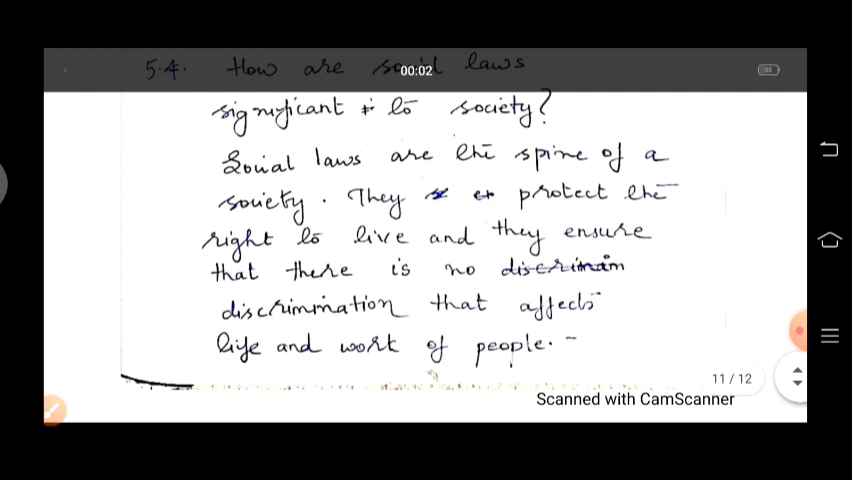 5.4. How are social laws
00:02
significant to society?
Social laws are the spine of a
society. They protect the
right to live and they ensure
that there is no discrimin
discrimination that affects
life and work of people. -
11 / 12
Scanned with CamScanner